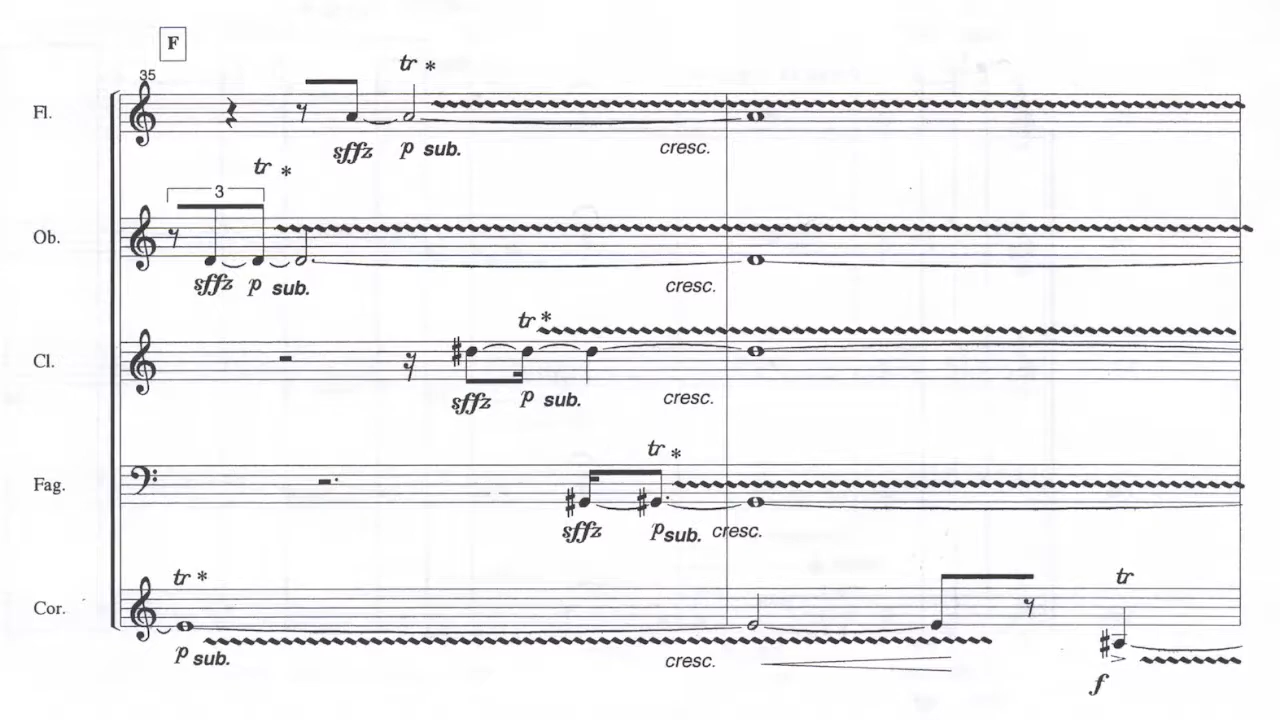 F
35
tr *
Fl.
sffz p sub. cresc.
tr *
3
Ob.
sffz p sub. cresc.
tr *
Cl.
sffz p sub. cresc.
tr *
Fag.
sffz p sub. cresc.
tr * tr
Cor.
p sub. cresc.
f